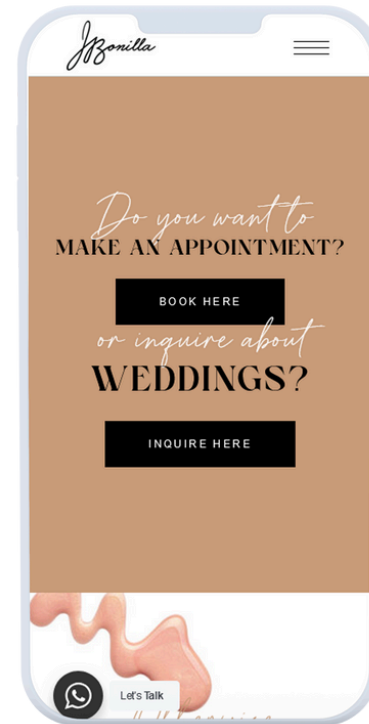 JBonilla
Do you want to
MAKE AN APPOINTMENT?
BOOK HERE
or inquire about
WEDDINGS?
INQUIRE HERE
Let's Talk